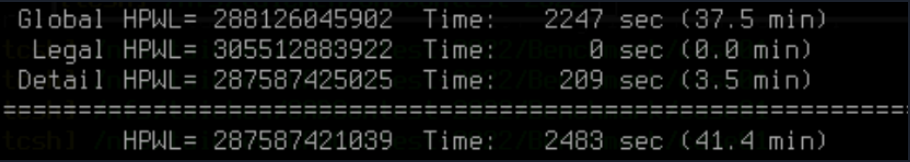 Global HPWL= 288126045902 Time: 2247 sec (37.5 min)
Legal HPWL= 305512883922 Time: 0 sec (0.0 min)
Detail HPWL= 287587425025 Time: 209 sec (3.5 min)
================================================================
HPWL= 287587421039 Time: 2483 sec (41.4 min)